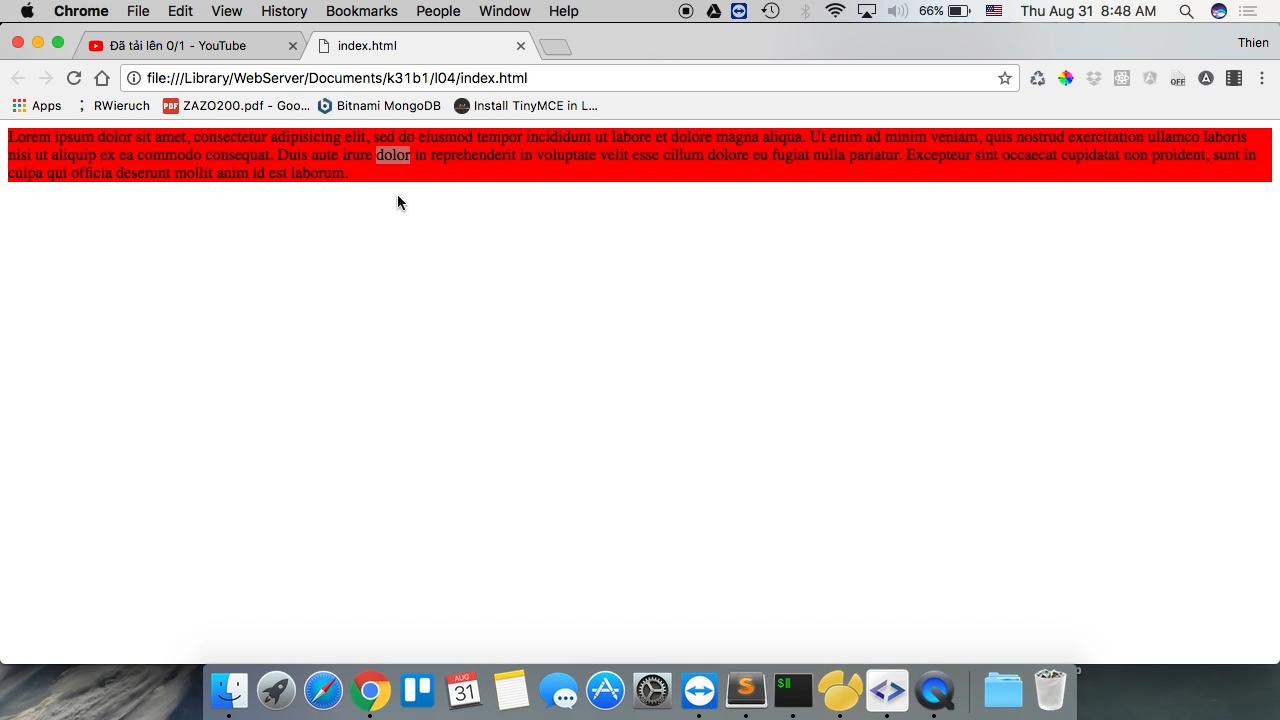 Chrome File Edit View History Bookmarks People Window Help 66% Thu Aug 31 8:48 AM
Đã tải lên 0/1 - YouTube index.html Thien
file:///Library/WebServer/Documents/k31b1/l04/index.html OFF A
Apps RWieruch PDF ZAZO200.pdf - Goo... Bitnami MongoDB Install TinyMCE in L...
Lorem ipsum dolor sit amet, consectetur adipisicing elit, sed do eiusmod tempor incididunt ut labore et dolore magna aliqua. Ut enim ad minim veniam, quis nostrud exercitation ullamco laboris
nisi ut aliquip ex ea commodo consequat. Duis aute irure dolor in reprehenderit in voluptate velit esse cillum dolore eu fugiat nulla pariatur. Excepteur sint occaecat cupidatat non proident, sunt in
culpa qui officia deserunt mollit anim id est laborum.
AUG
31
S
$